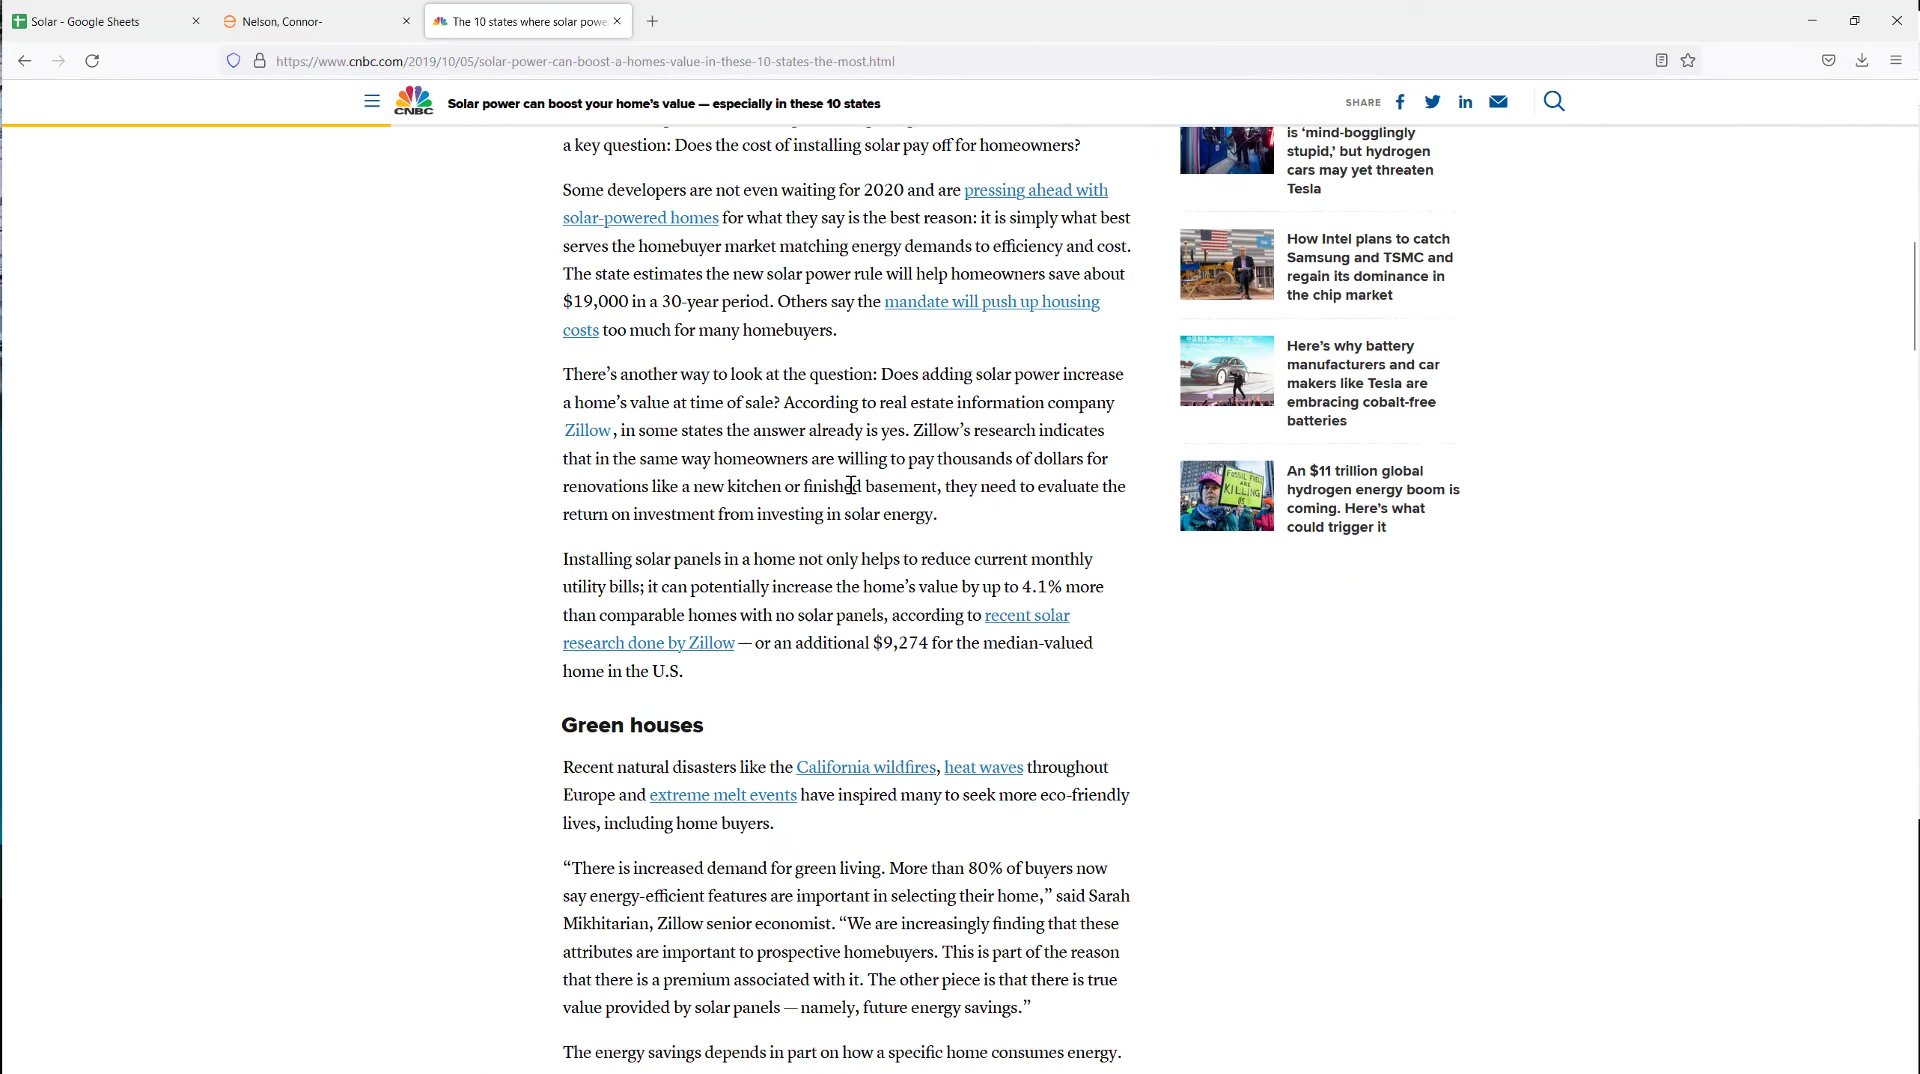 Solar - Google Sheets
Nelson, Connor-
The 10 states where solar powe
https://www.cnbc.com/2019/10/05/solar-power-can-boost-a-homes-value-in-these-10-states-the-most.html
CNBC
Solar power can boost your home's value — especially in these 10 states
SHARE
a key question: Does the cost of installing solar pay off for homeowners?
Some developers are not even waiting for 2020 and are pressing ahead with
solar-powered homes for what they say is the best reason: it is simply what best
serves the homebuyer market matching energy demands to efficiency and cost.
The state estimates the new solar power rule will help homeowners save about
$19,000 in a 30-year period. Others say the mandate will push up housing
costs too much for many homebuyers.
There's another way to look at the question: Does adding solar power increase
a home's value at time of sale? According to real estate information company
Zillow, in some states the answer already is yes. Zillow's research indicates
that in the same way homeowners are willing to pay thousands of dollars for
renovations like a new kitchen or finished basement, they need to evaluate the
return on investment from investing in solar energy.
Installing solar panels in a home not only helps to reduce current monthly
utility bills; it can potentially increase the home's value by up to 4.1% more
than comparable homes with no solar panels, according to recent solar
research done by Zillow — or an additional $9,274 for the median-valued
home in the U.S.
Green houses
Recent natural disasters like the California wildfires, heat waves throughout
Europe and extreme melt events have inspired many to seek more eco-friendly
lives, including home buyers.
“There is increased demand for green living. More than 80% of buyers now
say energy-efficient features are important in selecting their home,” said Sarah
Mikhitarian, Zillow senior economist. “We are increasingly finding that these
attributes are important to prospective homebuyers. This is part of the reason
that there is a premium associated with it. The other piece is that there is true
value provided by solar panels — namely, future energy savings.”
The energy savings depends in part on how a specific home consumes energy.
is ‘mind-bogglingly
stupid,’ but hydrogen
cars may yet threaten
Tesla
How Intel plans to catch
Samsung and TSMC and
regain its dominance in
the chip market
Here’s why battery
manufacturers and car
makers like Tesla are
embracing cobalt-free
batteries
FOSSIL FUELS
ARE
KILLING
US
An $11 trillion global
hydrogen energy boom is
coming. Here’s what
could trigger it